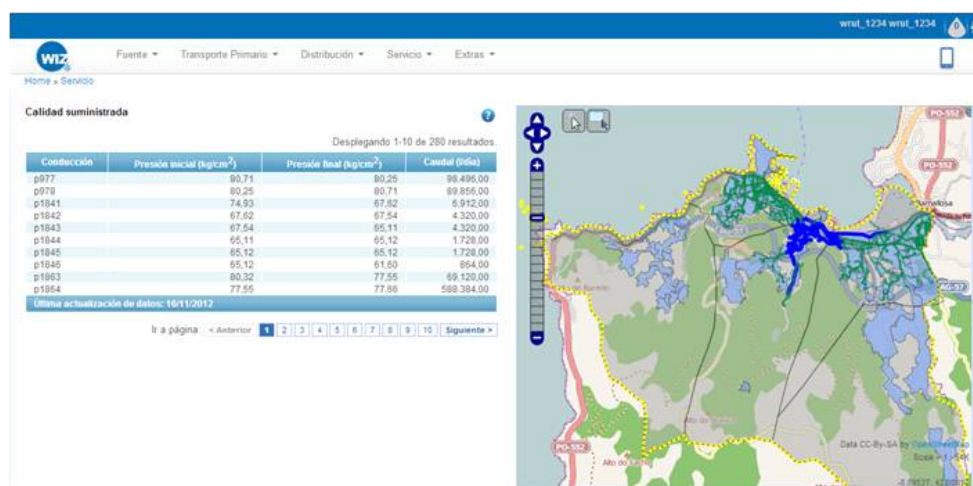 wrut_1234 wrut_1234
0
WIZ
Fuente Transporte Primario Distribución Servicio Extras
Home » Servicio
Calidad suministrada
?
Desplegando 1-10 de 280 resultados.
Conducción Presión inicial (kg/cm2) Presión final (kg/cm2) Caudal (l/día)
p977 80,71 80,25 98.496,00
p978 80,25 80,71 89.856,00
p1841 74,93 67,62 6.912,00
p1842 67,62 67,54 4.320,00
p1843 67,54 65,11 4.320,00
p1844 65,11 65,12 1.728,00
p1845 65,12 65,12 1.728,00
p1846 65,12 61,60 864,00
p1863 80,32 77,55 69.120,00
p1864 77,55 77,66 588.384,00
Última actualización de datos: 16/11/2012
Ir a página: < Anterior 1 2 3 4 5 6 7 8 9 10 Siguiente >
PO-552
PO-552
AG-57
PO-552
Data CC-By-SA by OpenStreetMap
Scale = 1 : 54K